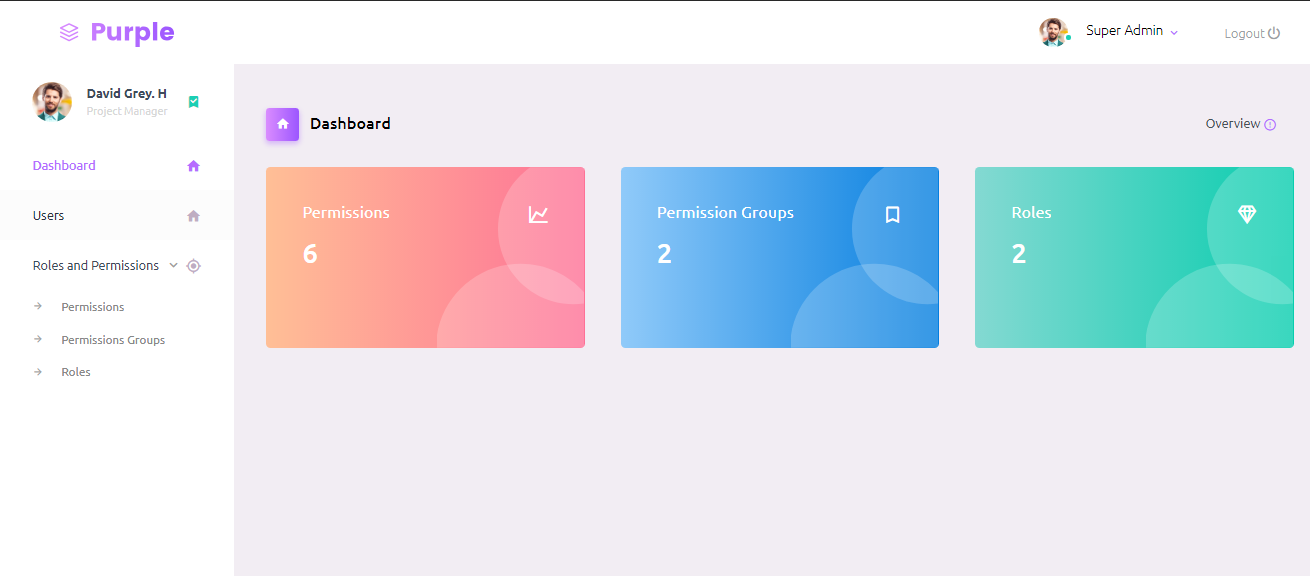 Purple
Super Admin
Logout
David Grey. H
Project Manager
Dashboard
Users
Roles and Permissions
Permissions
Permissions Groups
Roles
Dashboard
Overview
Permissions
6
Permission Groups
2
Roles
2